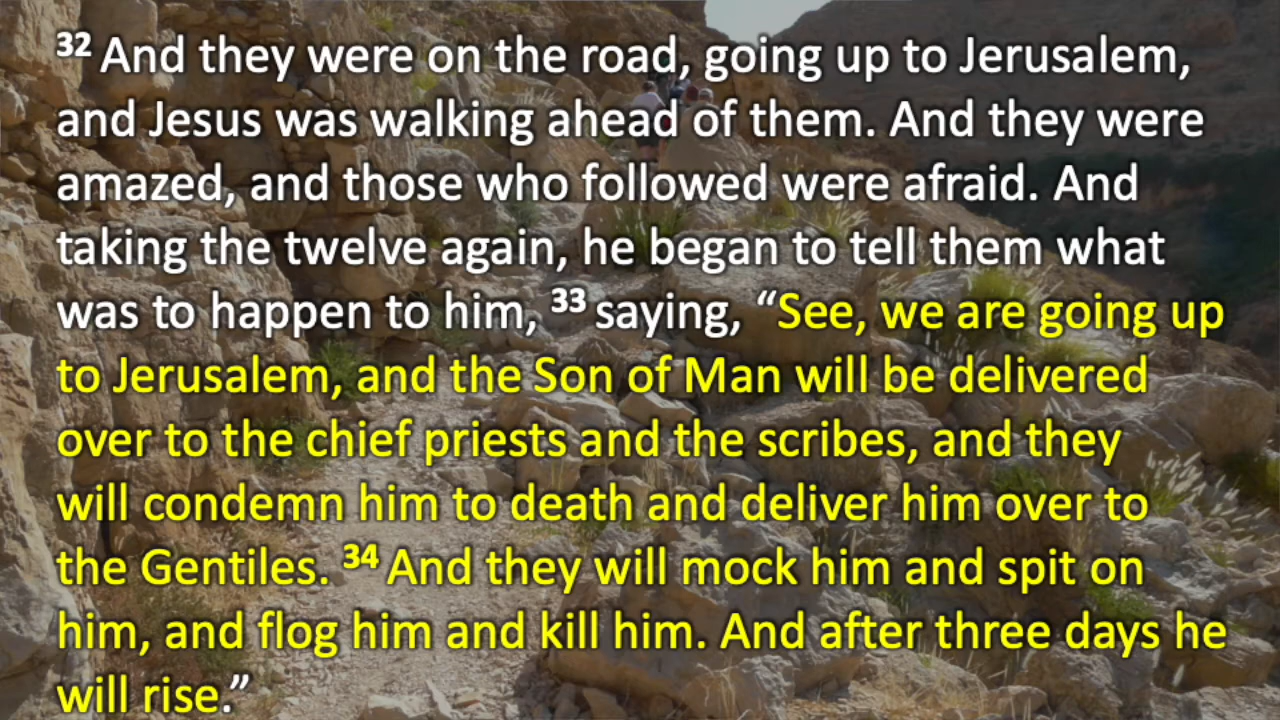 32 And they were on the road, going up to Jerusalem,
and Jesus was walking ahead of them. And they were
amazed, and those who followed were afraid. And
taking the twelve again, he began to tell them what
was to happen to him, 33 saying, “See, we are going up
to Jerusalem, and the Son of Man will be delivered
over to the chief priests and the scribes, and they
will condemn him to death and deliver him over to
the Gentiles. 34 And they will mock him and spit on
him, and flog him and kill him. And after three days he
will rise.”